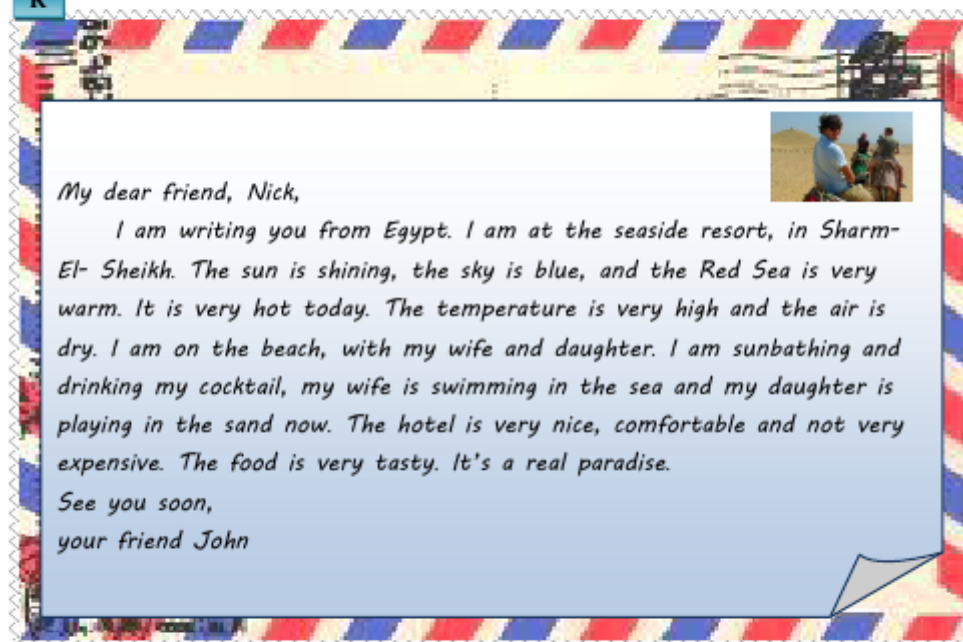 R
My dear friend, Nick,
I am writing you from Egypt. I am at the seaside resort, in Sharm-
El- Sheikh. The sun is shining, the sky is blue, and the Red Sea is very
warm. It is very hot today. The temperature is very high and the air is
dry. I am on the beach, with my wife and daughter. I am sunbathing and
drinking my cocktail, my wife is swimming in the sea and my daughter is
playing in the sand now. The hotel is very nice, comfortable and not very
expensive. The food is very tasty. It's a real paradise.
See you soon,
your friend John